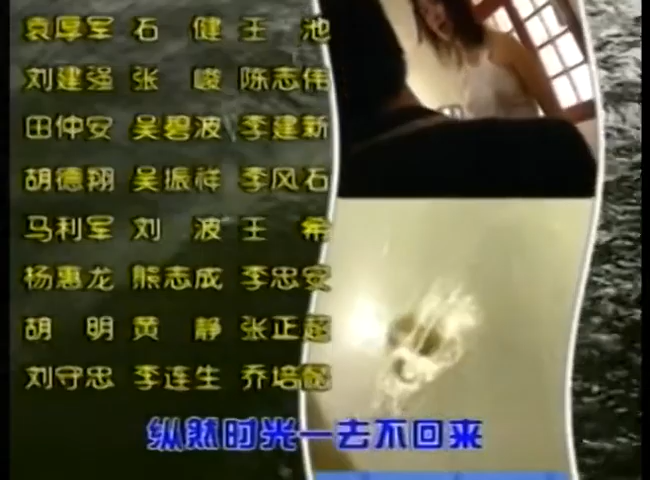 袁厚军 石 健 王 池
刘建强 张 峻 陈志伟
田仲安 吴碧波 李建新
胡德翔 吴振祥 李风石
马利军 刘 波 王 希
杨惠龙 熊志成 李忠安
胡 明 黄 静 张正超
刘守忠 李连生 乔培
纵然时光一去不回来